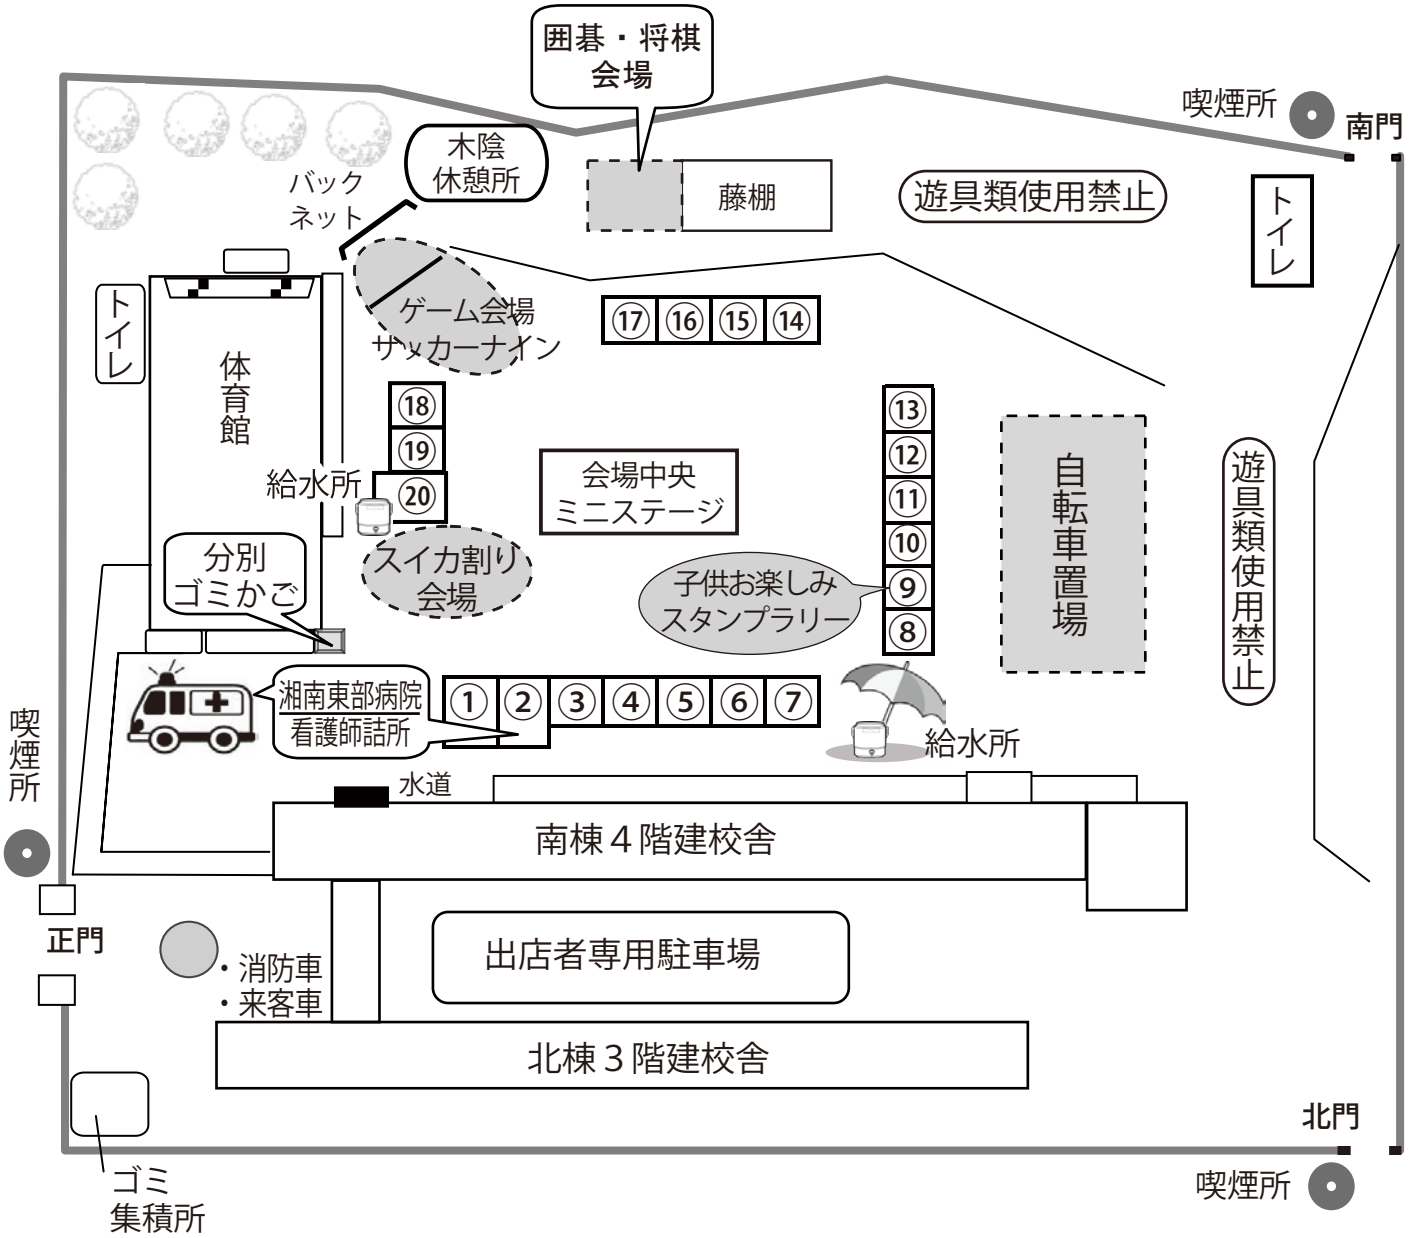 囲碁・将棋
会場
喫煙所
南門
木陰
休憩所
バック
ネット
藤棚
遊具類使用禁止
トイレ
トイレ
ゲーム会場
サッカーナイン
⑰ ⑯ ⑮ ⑭
体育館
⑱
⑲
⑳
給水所
会場中央
ミニステージ
⑬
⑫
⑪
⑩
⑨
⑧
自転車置場
遊具類使用禁止
分別
ゴミかご
スイカ割り
会場
子供お楽しみ
スタンプラリー
湘南東部病院
看護師詰所
① ② ③ ④ ⑤ ⑥ ⑦
給水所
喫煙所
水道
南棟４階建校舎
正門
・消防車
・来客車
出店者専用駐車場
北棟３階建校舎
ゴミ
集積所
北門
喫煙所